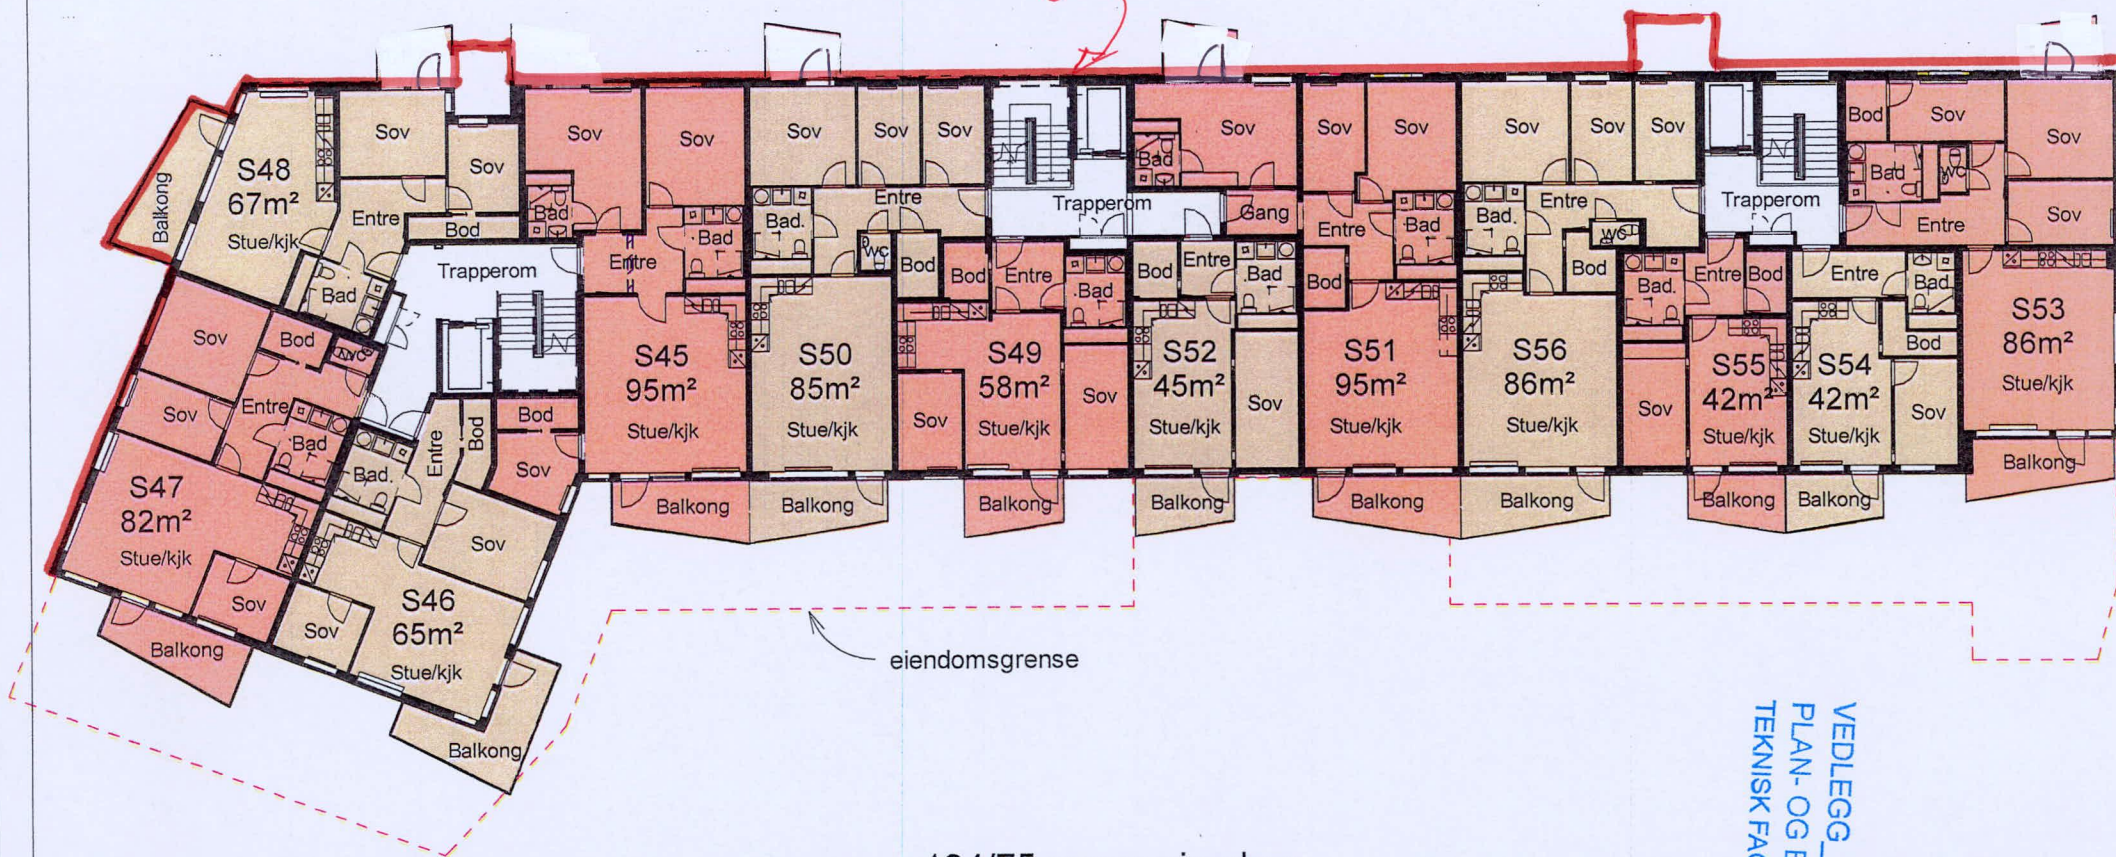 Sov
Sov
Sov
Sov
Sov
Sov
Sov
Sov
Sov
Sov
Sov
Sov
Sov
Bod
Sov
Sov
S48
67m²
Stue/kjk
Balkong
Entre
Bod
Bad
Trapperom
Bad
Entre
Bad
Bad.
Entre
WC
Bod
Trapperom
Bad
Gang
Entre
Bad
Bad.
Entre
WC
Bod
Trapperom
Bad
WC
Entre
Sov
Sov
Bod
WC
Sov
Entre
Bad
S47
82m²
Stue/kjk
Sov
Balkong
Bad.
Entre
Bod
Bod
Sov
Sov
S46
65m²
Stue/kjk
Sov
Balkong
S45
95m²
Stue/kjk
Balkong
S50
85m²
Stue/kjk
Balkong
Bod
Entre
Bad
S49
58m²
Stue/kjk
Sov
Sov
Balkong
Bod
Entre
Bad
S52
45m²
Stue/kjk
Sov
Balkong
Bod
S51
95m²
Stue/kjk
Balkong
S56
86m²
Stue/kjk
Balkong
Bad.
Entre
Bod
S55
42m²
Stue/kjk
Sov
Balkong
Entre
Bad
Bod
S54
42m²
Stue/kjk
Sov
Balkong
S53
86m²
Stue/kjk
Balkong
eiendomsgrense
VEDLEGG
PLAN- OG
TEKNISK